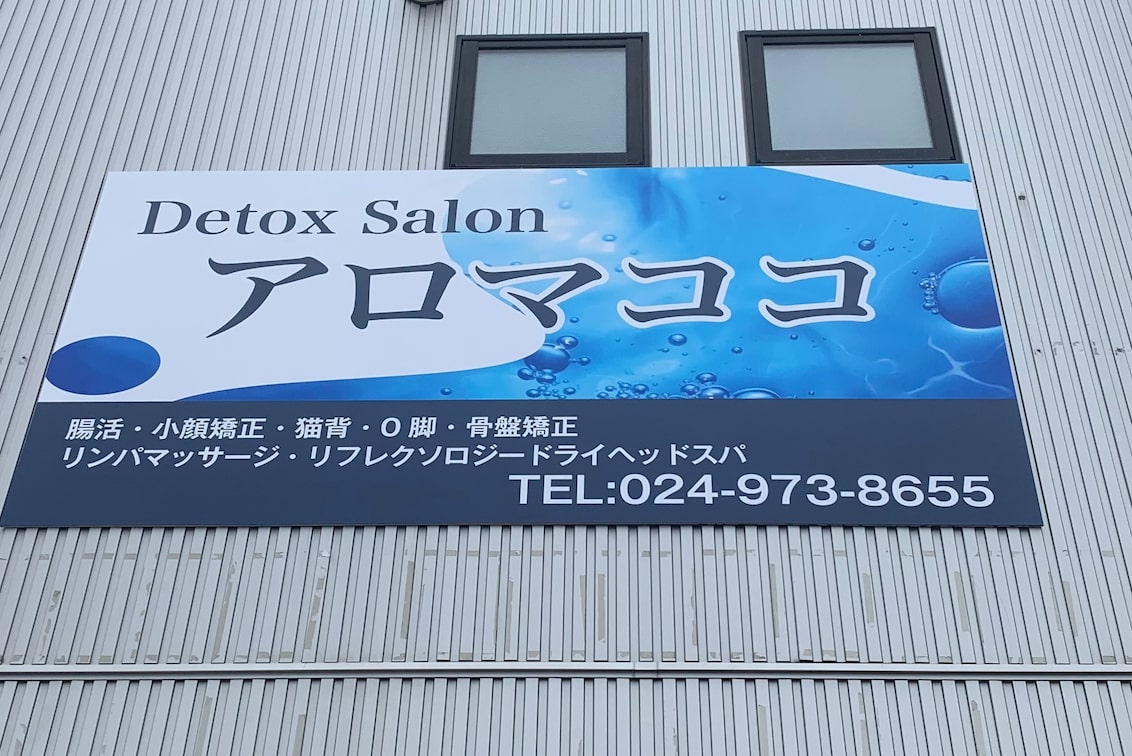 Detox Salon
アロマココ
腸活・小顔矯正・猫背・O脚・骨盤矯正
リンパマッサージ・リフレクソロジードライヘッドスパ
TEL:024-973-8655